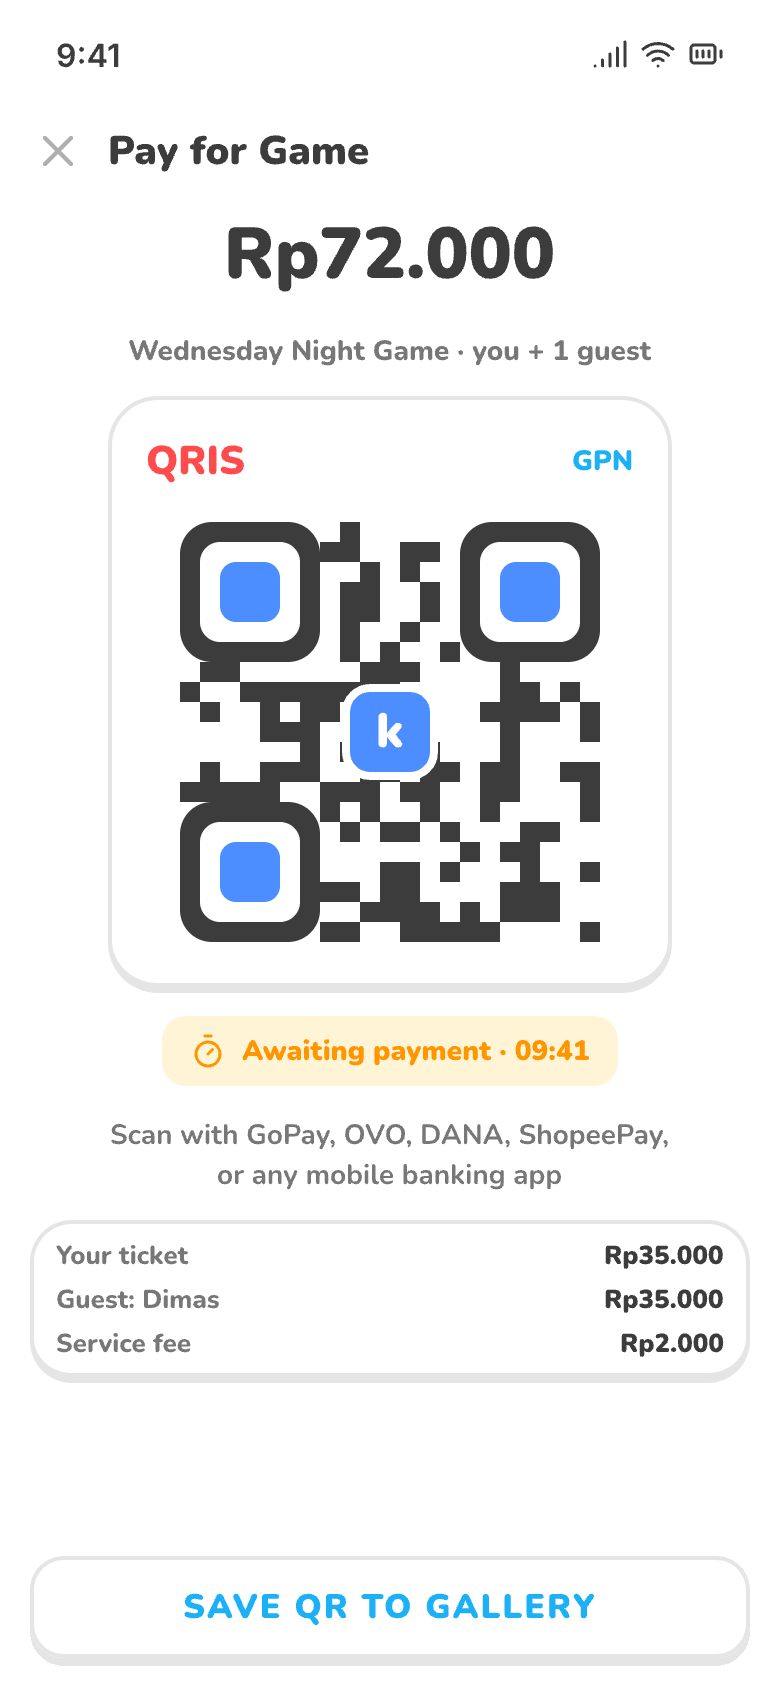 9:41
Pay for Game
Rp72.000
Wednesday Night Game · you + 1 guest
QRIS
GPN
k
Awaiting payment · 09:41
Scan with GoPay, OVO, DANA, ShopeePay,
or any mobile banking app
Your ticket Rp35.000
Guest: Dimas Rp35.000
Service fee Rp2.000
SAVE QR TO GALLERY